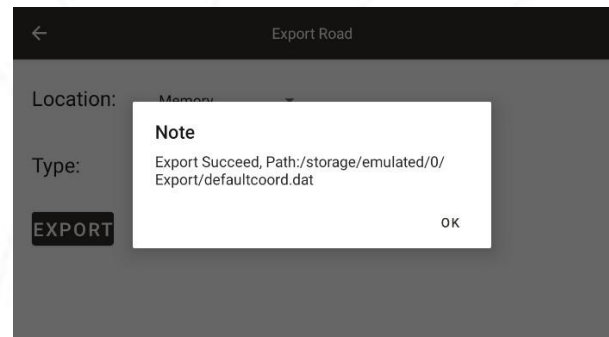 Export Road
Location:
Memory
Note
Export Succeed, Path:/storage/emulated/0/
Export/defaultcoord.dat
Type:
OK
EXPORT